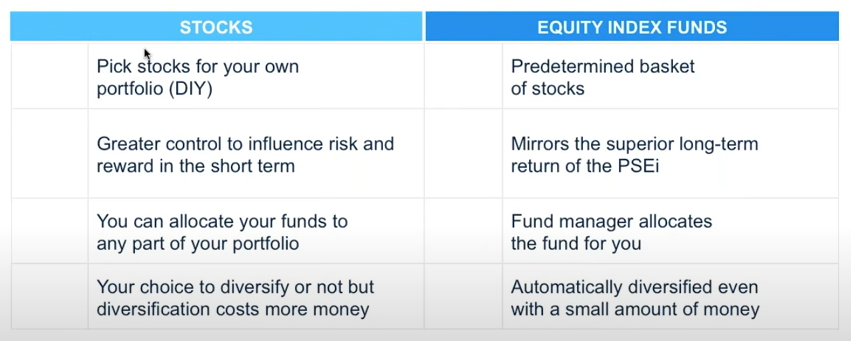 STOCKS
EQUITY INDEX FUNDS
Pick stocks for your own
portfolio (DIY)
Predetermined basket
of stocks
Greater control to influence risk and
reward in the short term
Mirrors the superior long-term
return of the PSEi
You can allocate your funds to
any part of your portfolio
Fund manager allocates
the fund for you
Your choice to diversify or not but
diversification costs more money
Automatically diversified even
with a small amount of money